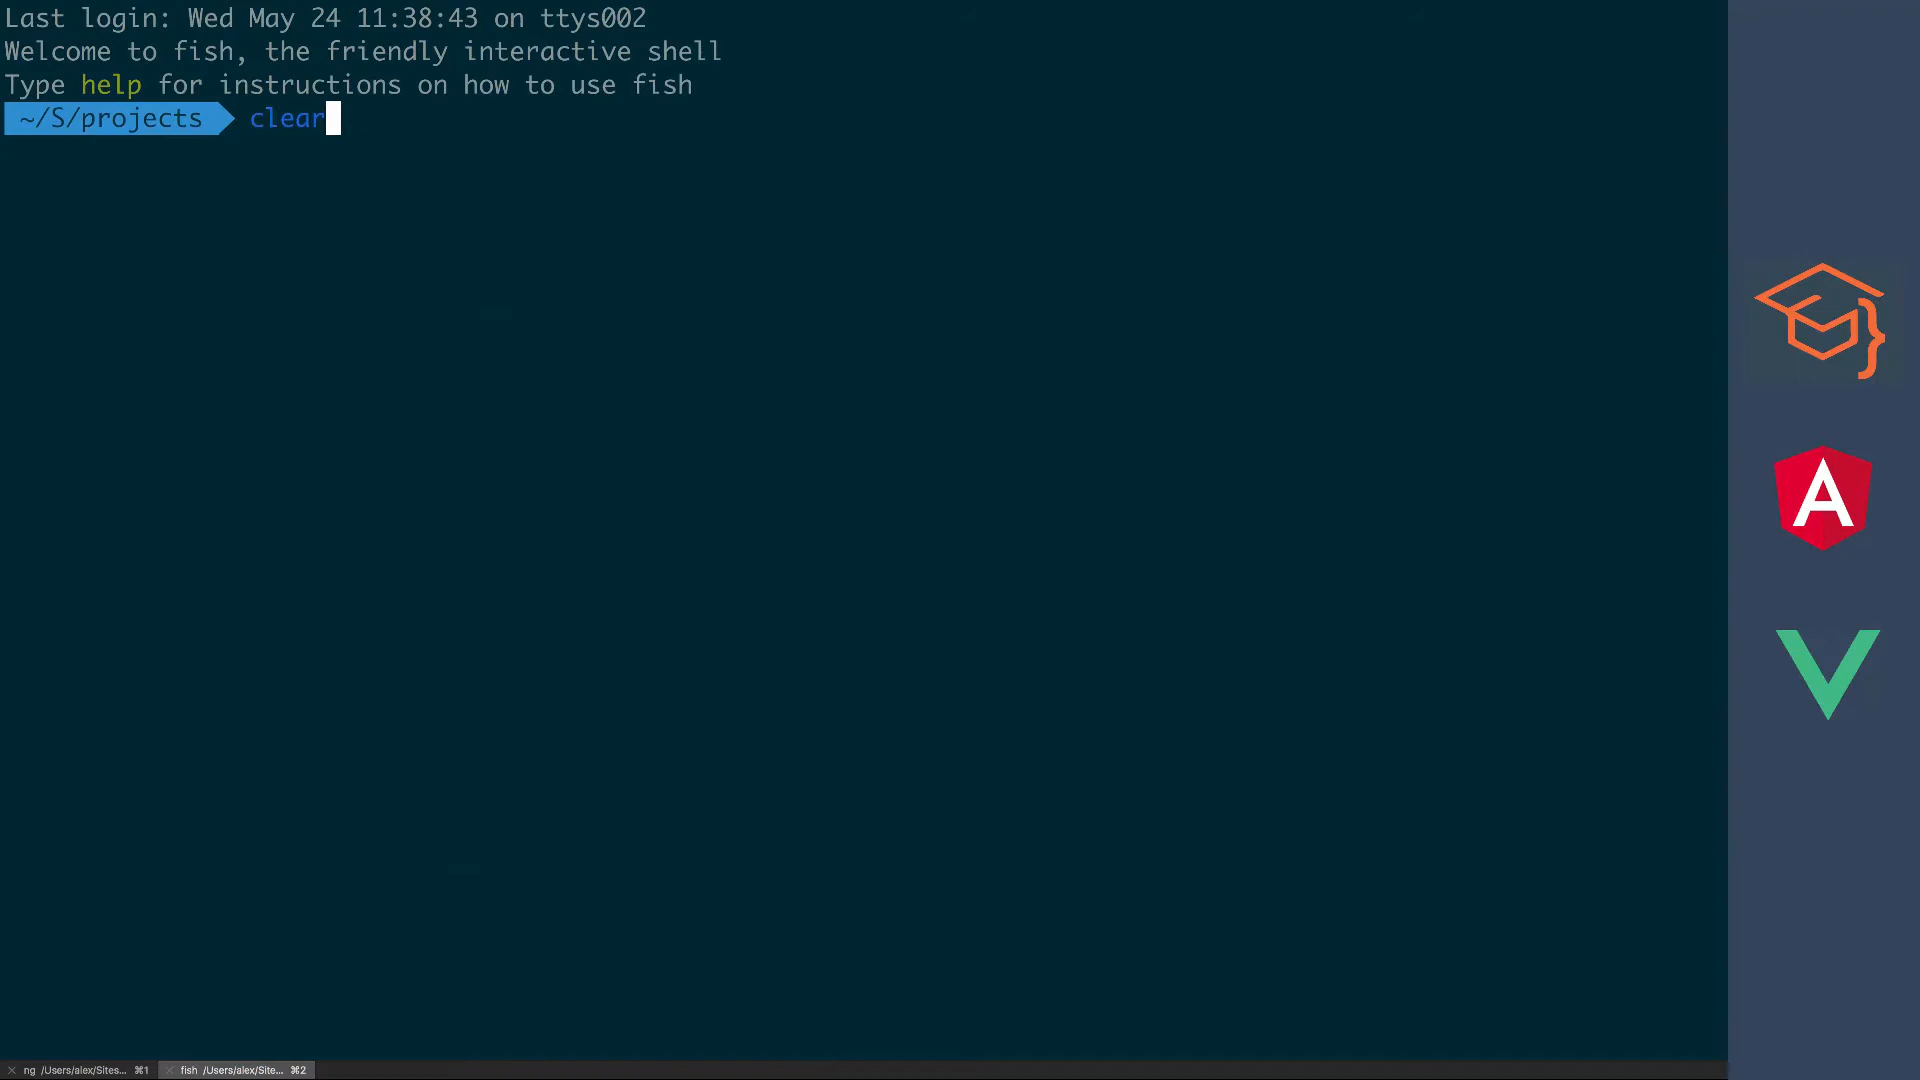 Last login: Wed May 24 11:38:43 on ttys002
Welcome to fish, the friendly interactive shell
Type help for instructions on how to use fish
~/S/projects clear
ng /Users/alex/Sites... ⌘1
fish /Users/alex/Site... ⌘2